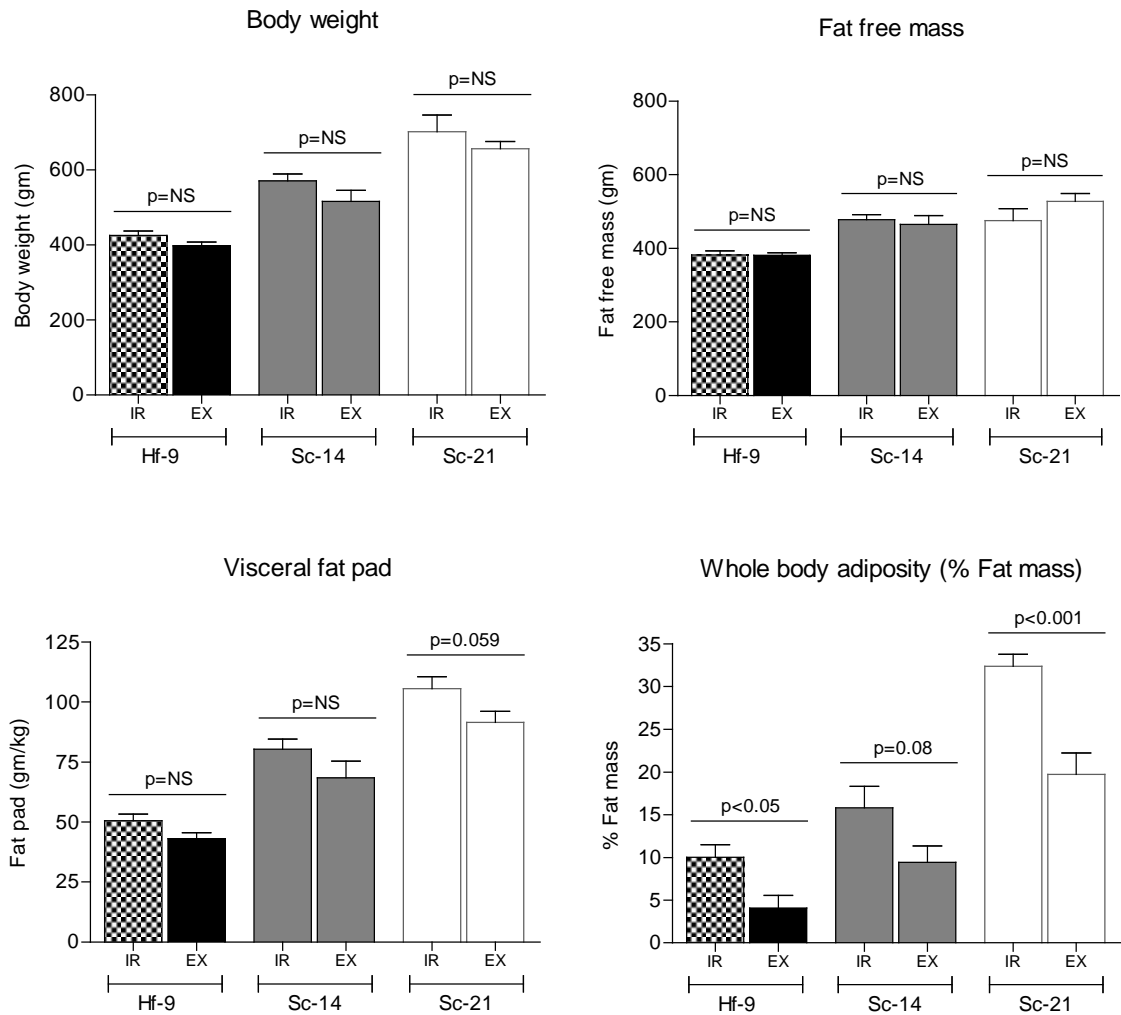 Body weight
Body weight (gm)
800
600
400
200
0
p=NS
p=NS
p=NS
IR
EX
IR
EX
IR
EX
Hf-9
Sc-14
Sc-21
Fat free mass
Fat free mass (gm)
800
600
400
200
0
p=NS
p=NS
p=NS
IR
EX
IR
EX
IR
EX
Hf-9
Sc-14
Sc-21
Visceral fat pad
Fat pad (gm/kg)
125
100
75
50
25
0
p=NS
p=NS
p=0.059
IR
EX
IR
EX
IR
EX
Hf-9
Sc-14
Sc-21
Whole body adiposity (% Fat mass)
% Fat mass
35
30
25
20
15
10
5
0
p<0.05
p=0.08
p<0.001
IR
EX
IR
EX
IR
EX
Hf-9
Sc-14
Sc-21